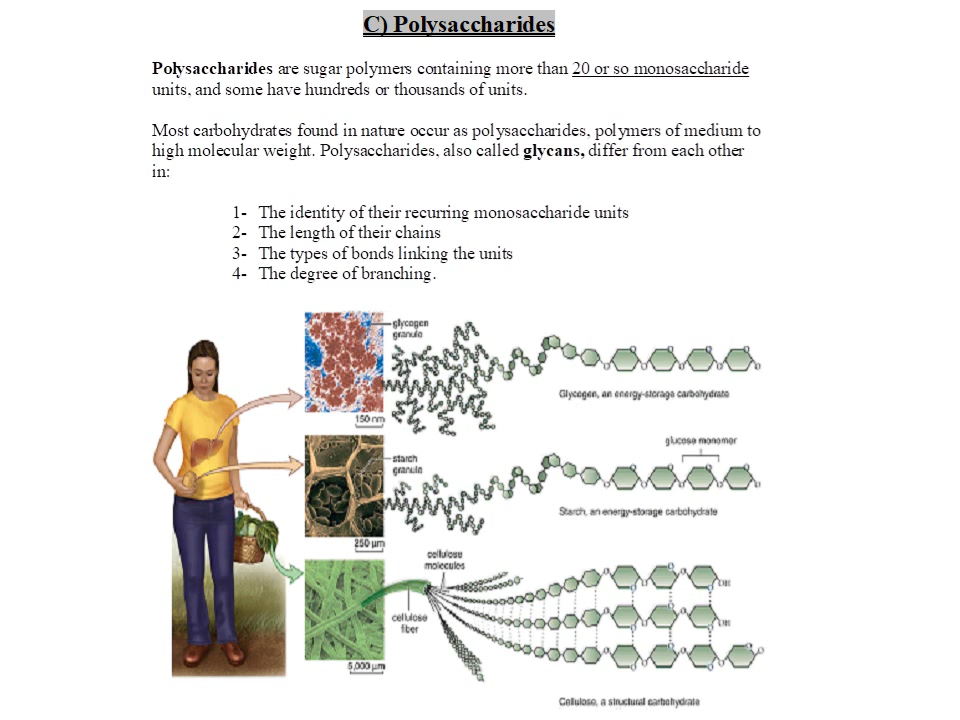 C) Polysaccharides
Polysaccharides are sugar polymers containing more than 20 or so monosaccharide
units, and some have hundreds or thousands of units.
Most carbohydrates found in nature occur as polysaccharides, polymers of medium to
high molecular weight. Polysaccharides, also called glycans, differ from each other
in:
1- The identity of their recurring monosaccharide units
2- The length of their chains
3- The types of bonds linking the units
4- The degree of branching.
glycogen
granule
150 nm
Glycogen, an energy-storage carbohydrate
glucose monomer
starch
granule
250 µm
Starch, an energy-storage carbohydrate
cellulose
molecules
cellulose
fiber
5,000 µm
Cellulose, a structural carbohydrate